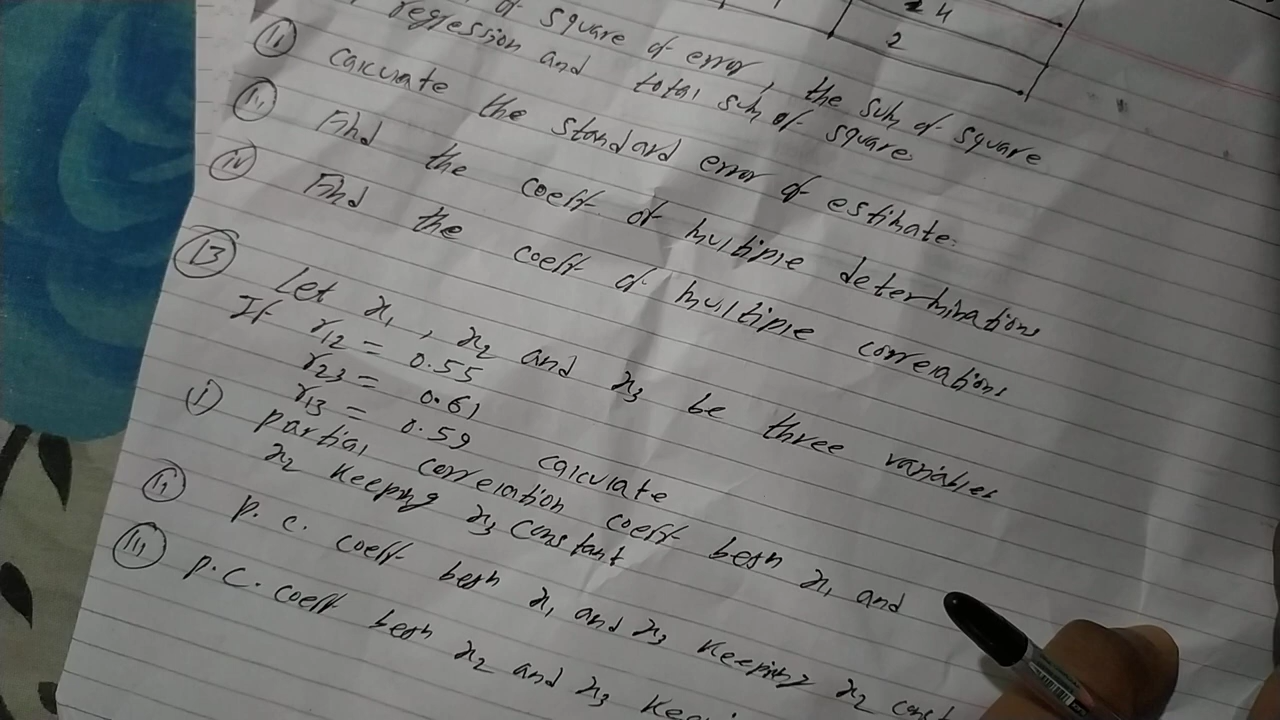 24
2
of square of error, the sum of square
regression and total sum of square
(ii) calculate the standard error of estimate.
(iii) Find the coeff. of multiple determinations
(iv) Find the coeff of multiple correlations
(13) Let x₁, x₂ and x₃ be three variables
If r₁₂ = 0.55
r₂₃ = 0.61
r₁₃ = 0.59 calculate
(i) partial correlation coeff betn x₁ and
x₂ keeping x₃ constant
(ii) P.C. coeff betn x₁ and x₃ keeping x₂ const
(iii) P.C. coeff betn x₂ and x₃